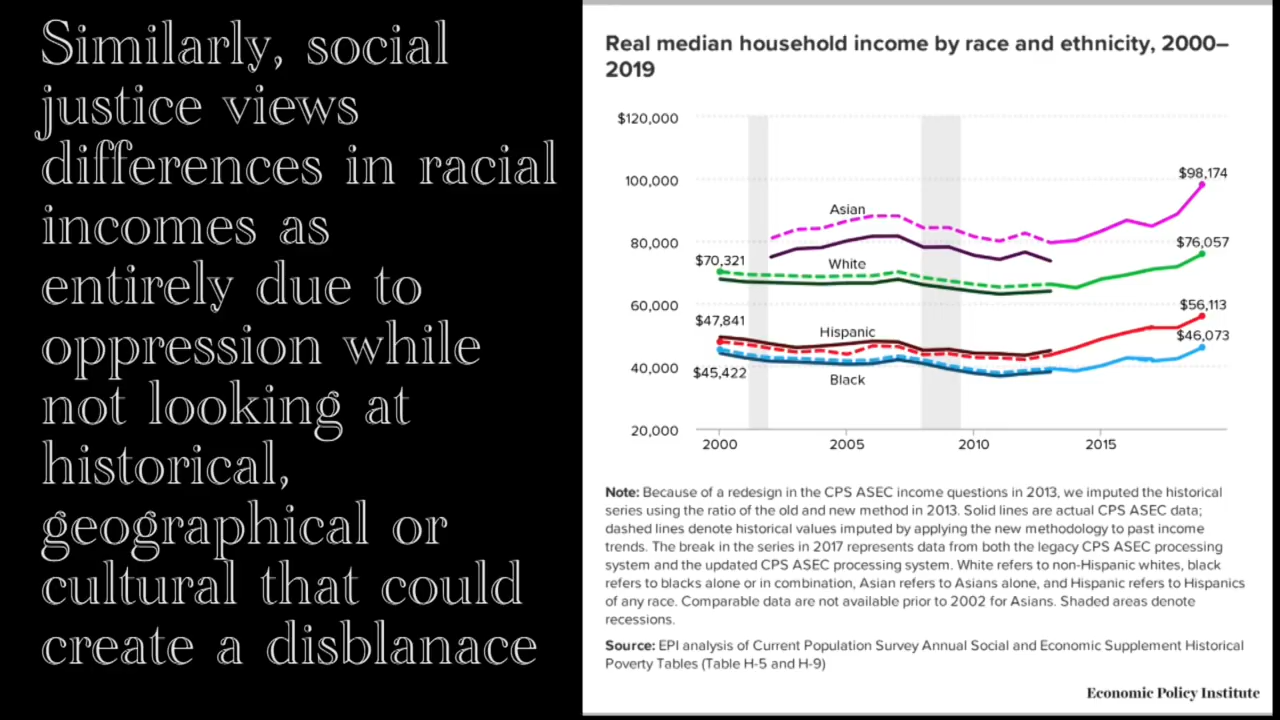 Similarly, social
justice views
differences in racial
incomes as
entirely due to
oppression while
not looking at
historical,
geographical or
cultural that could
create a disblanace
Real median household income by race and ethnicity, 2000–
2019
$120,000
100,000
80,000
60,000
40,000
20,000
$98,174
Asian
$76,057
$70,321
White
$56,113
$47,841
Hispanic
$46,073
$45,422
Black
2000
2005
2010
2015
Note: Because of a redesign in the CPS ASEC income questions in 2013, we imputed the historical
series using the ratio of the old and new method in 2013. Solid lines are actual CPS ASEC data;
dashed lines denote historical values imputed by applying the new methodology to past income
trends. The break in the series in 2017 represents data from both the legacy CPS ASEC processing
system and the updated CPS ASEC processing system. White refers to non-Hispanic whites, black
refers to blacks alone or in combination, Asian refers to Asians alone, and Hispanic refers to Hispanics
of any race. Comparable data are not available prior to 2002 for Asians. Shaded areas denote
recessions.
Source: EPI analysis of Current Population Survey Annual Social and Economic Supplement Historical
Poverty Tables (Table H-5 and H-9)
Economic Policy Institute